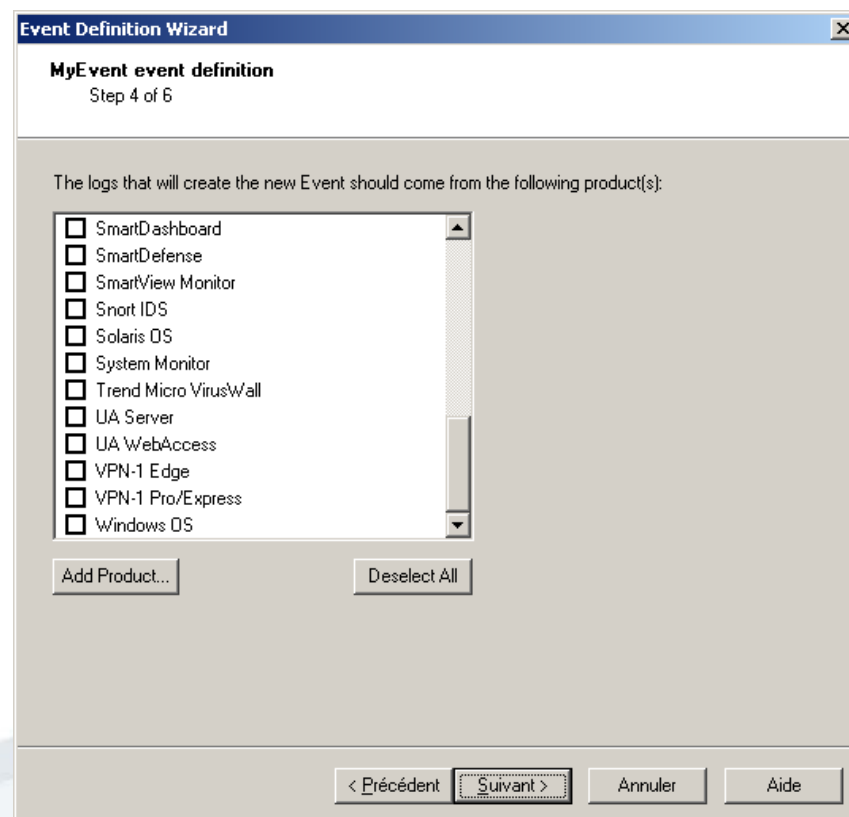 Event Definition Wizard
MyEvent event definition
Step 4 of 6
The logs that will create the new Event should come from the following product(s):
SmartDashboard
SmartDefense
SmartView Monitor
Snort IDS
Solaris OS
System Monitor
Trend Micro VirusWall
UA Server
UA WebAccess
VPN-1 Edge
VPN-1 Pro/Express
Windows OS
Add Product... Deselect All
< Précédent Suivant > Annuler Aide